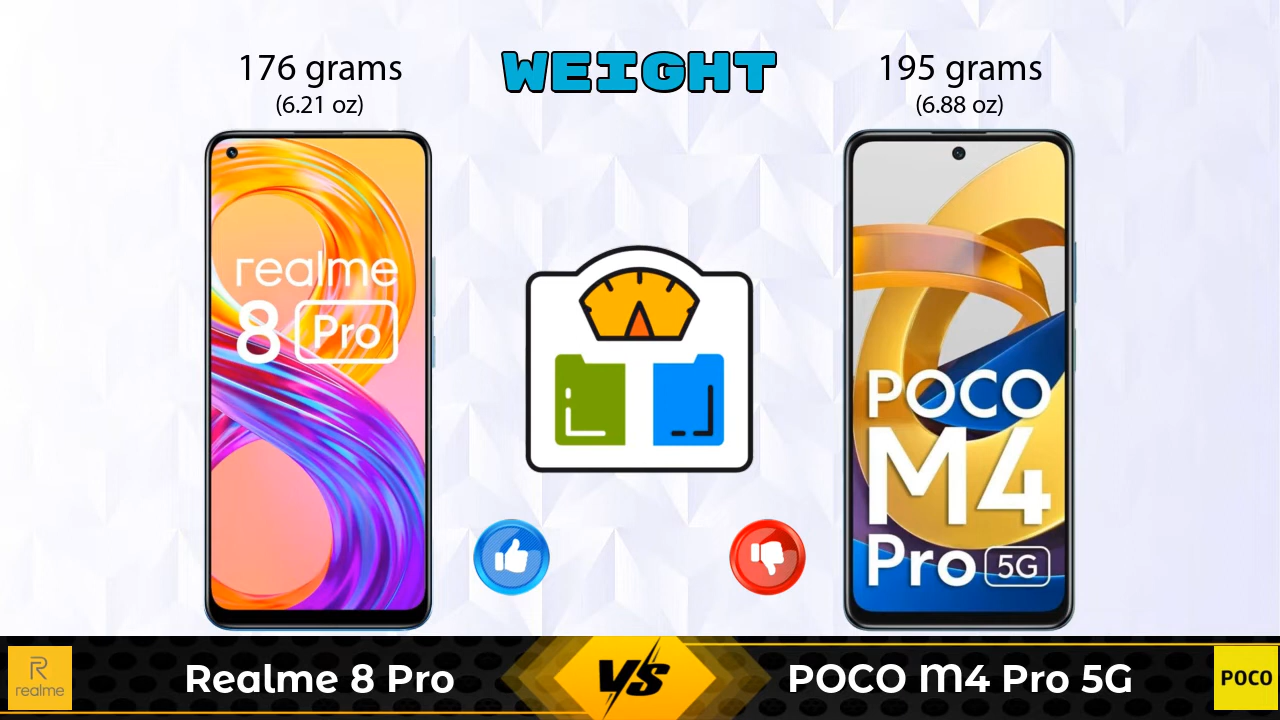 WEIGHT
176 grams
(6.21 oz)
195 grams
(6.88 oz)
realme
8 Pro
POCO
M4
Pro 5G
R
realme
Realme 8 Pro
VS
POCO M4 Pro 5G
POCO